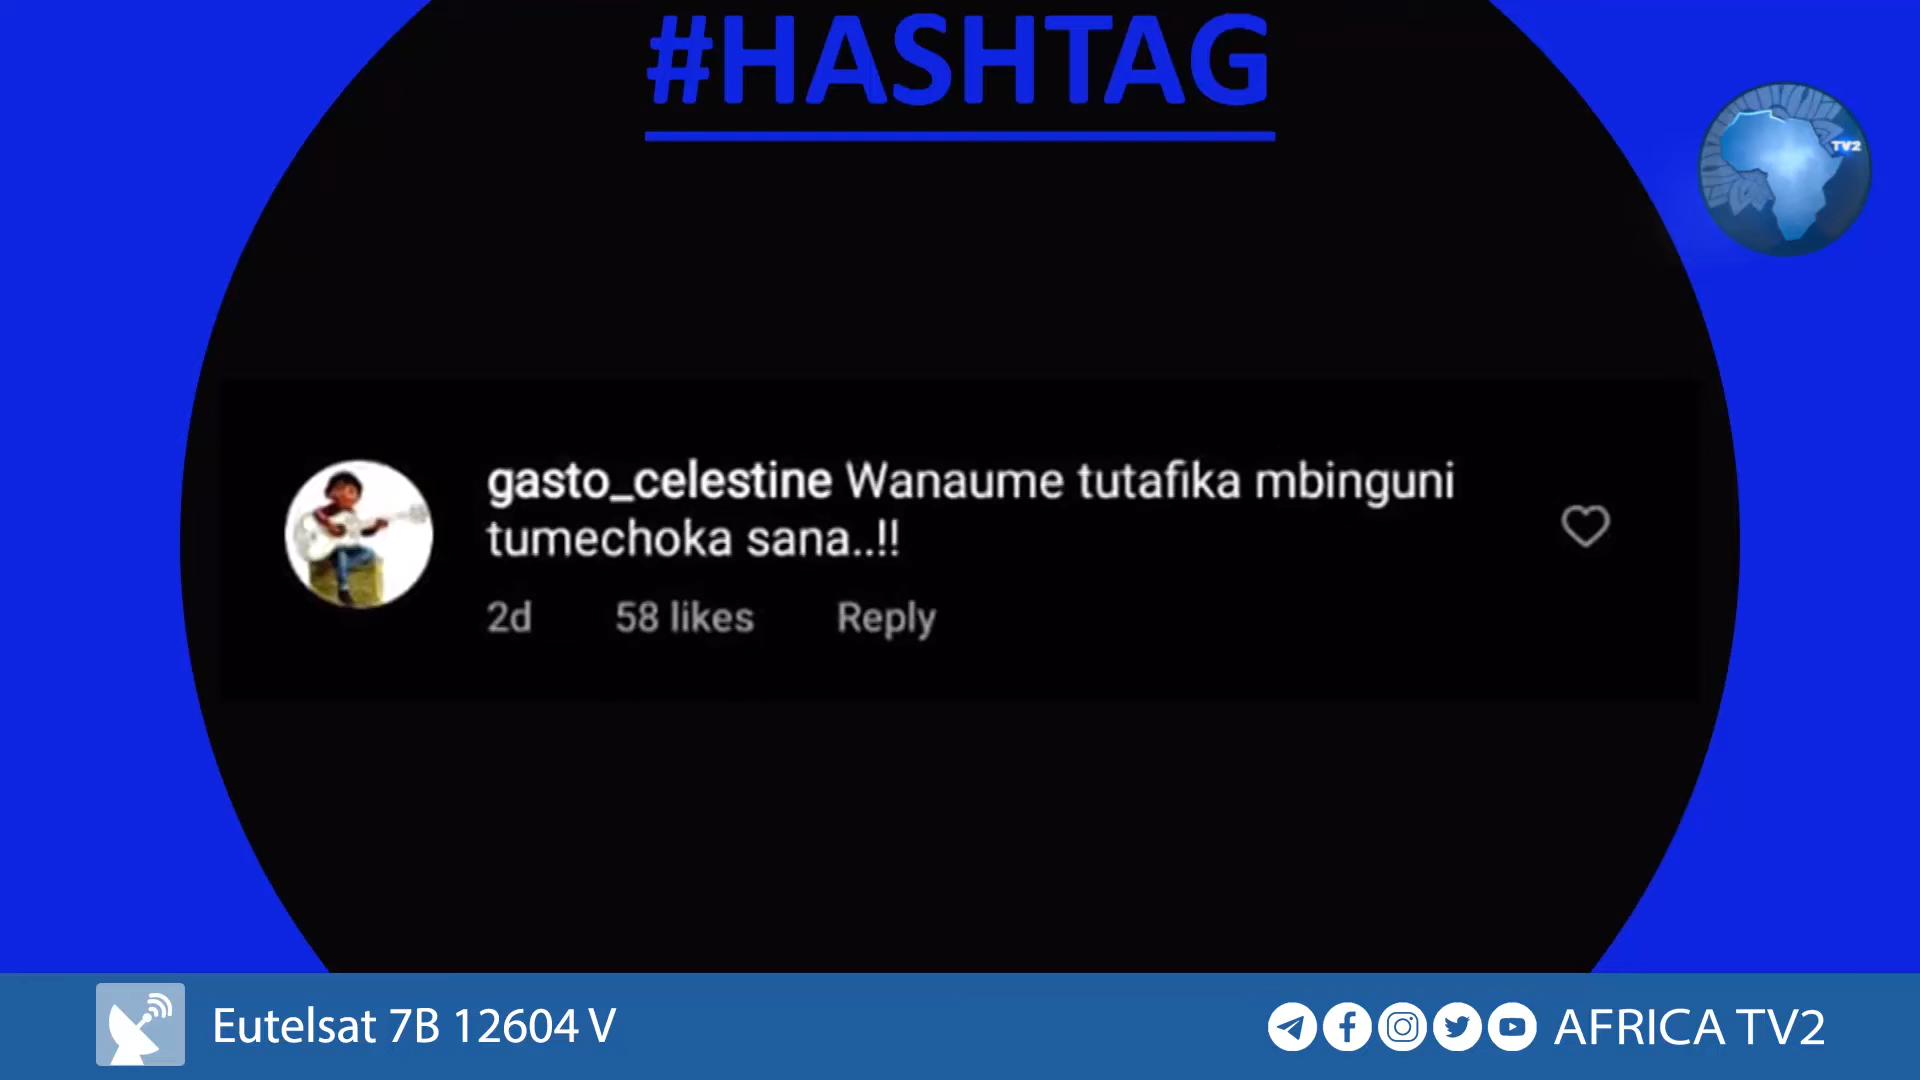 #HASHTAG
TV2
gasto_celestine Wanaume tutafika mbinguni
tumechoka sana..!!
2d 58 likes Reply
Eutelsat 7B 12604 V
AFRICA TV2